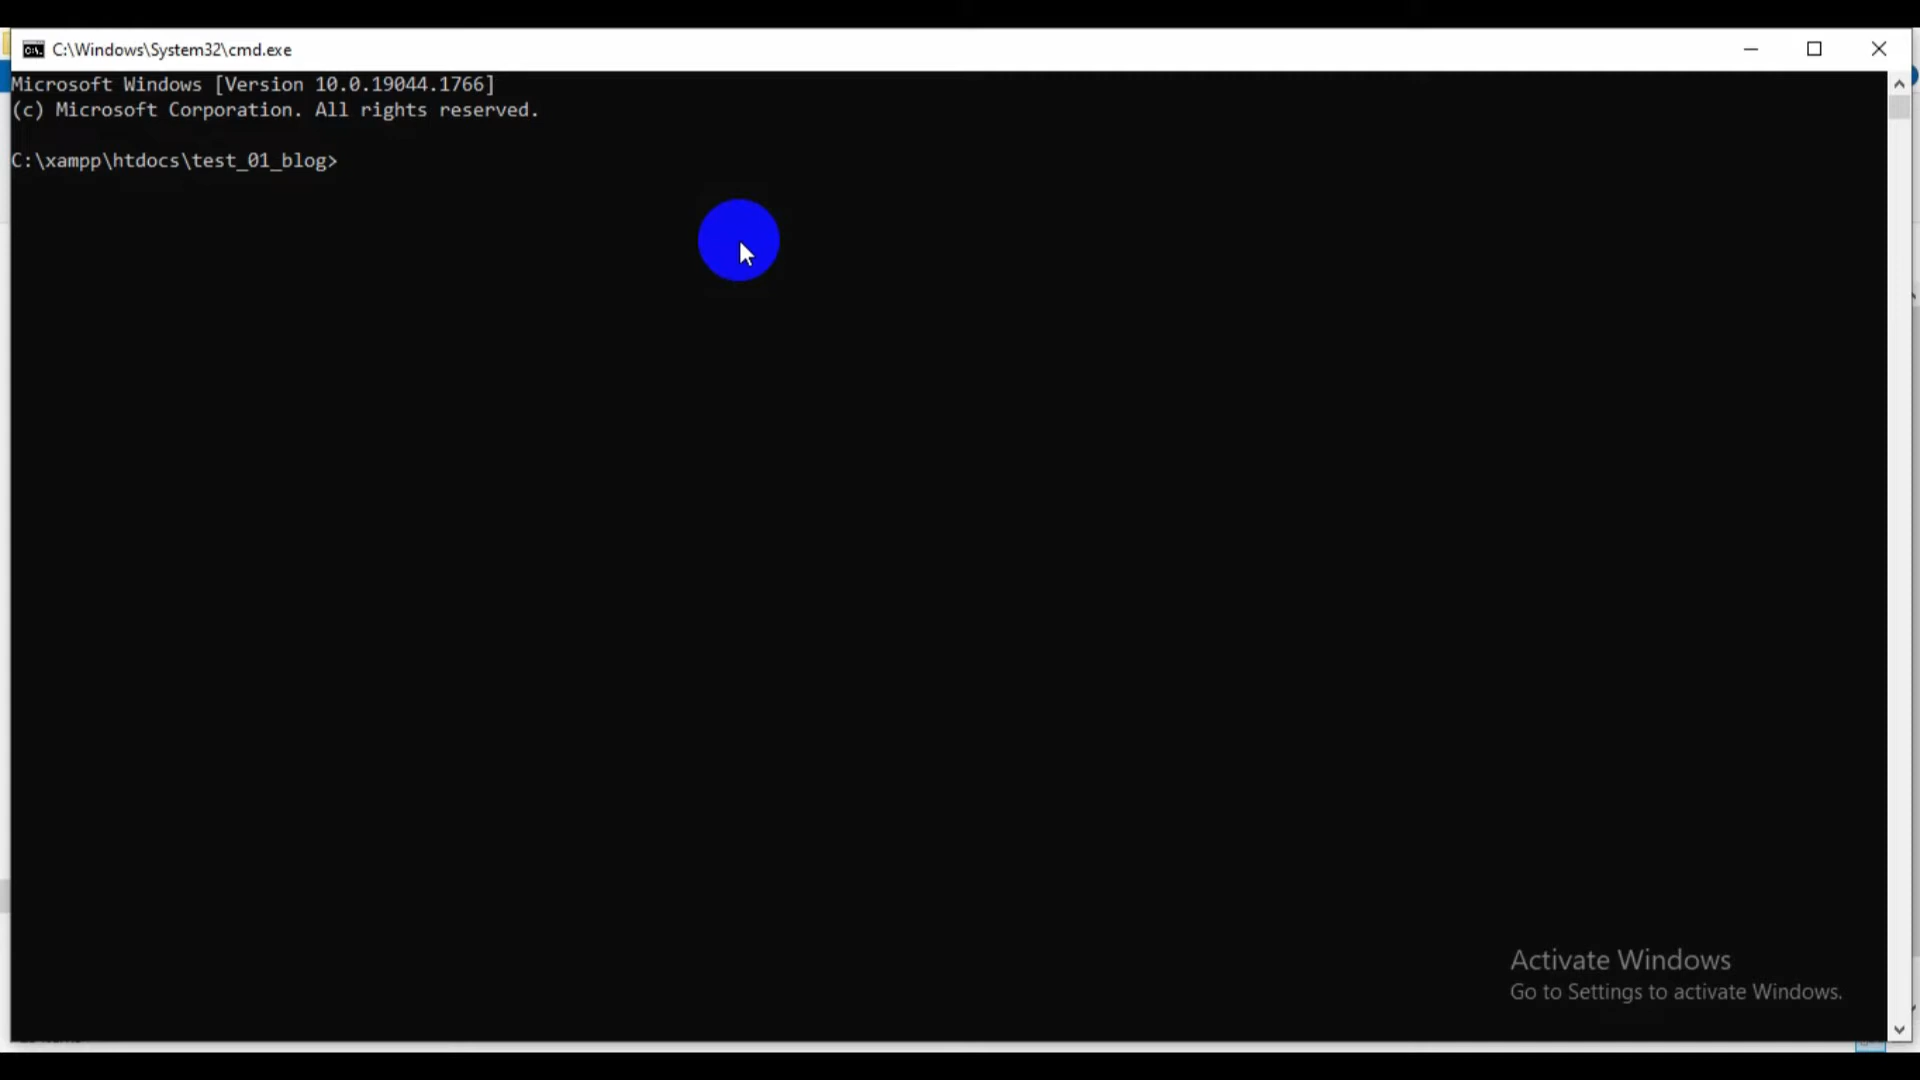 C:\Windows\System32\cmd.exe
Microsoft Windows [Version 10.0.19044.1766]
(c) Microsoft Corporation. All rights reserved.
C:\xampp\htdocs\test_01_blog>
Activate Windows
Go to Settings to activate Windows.